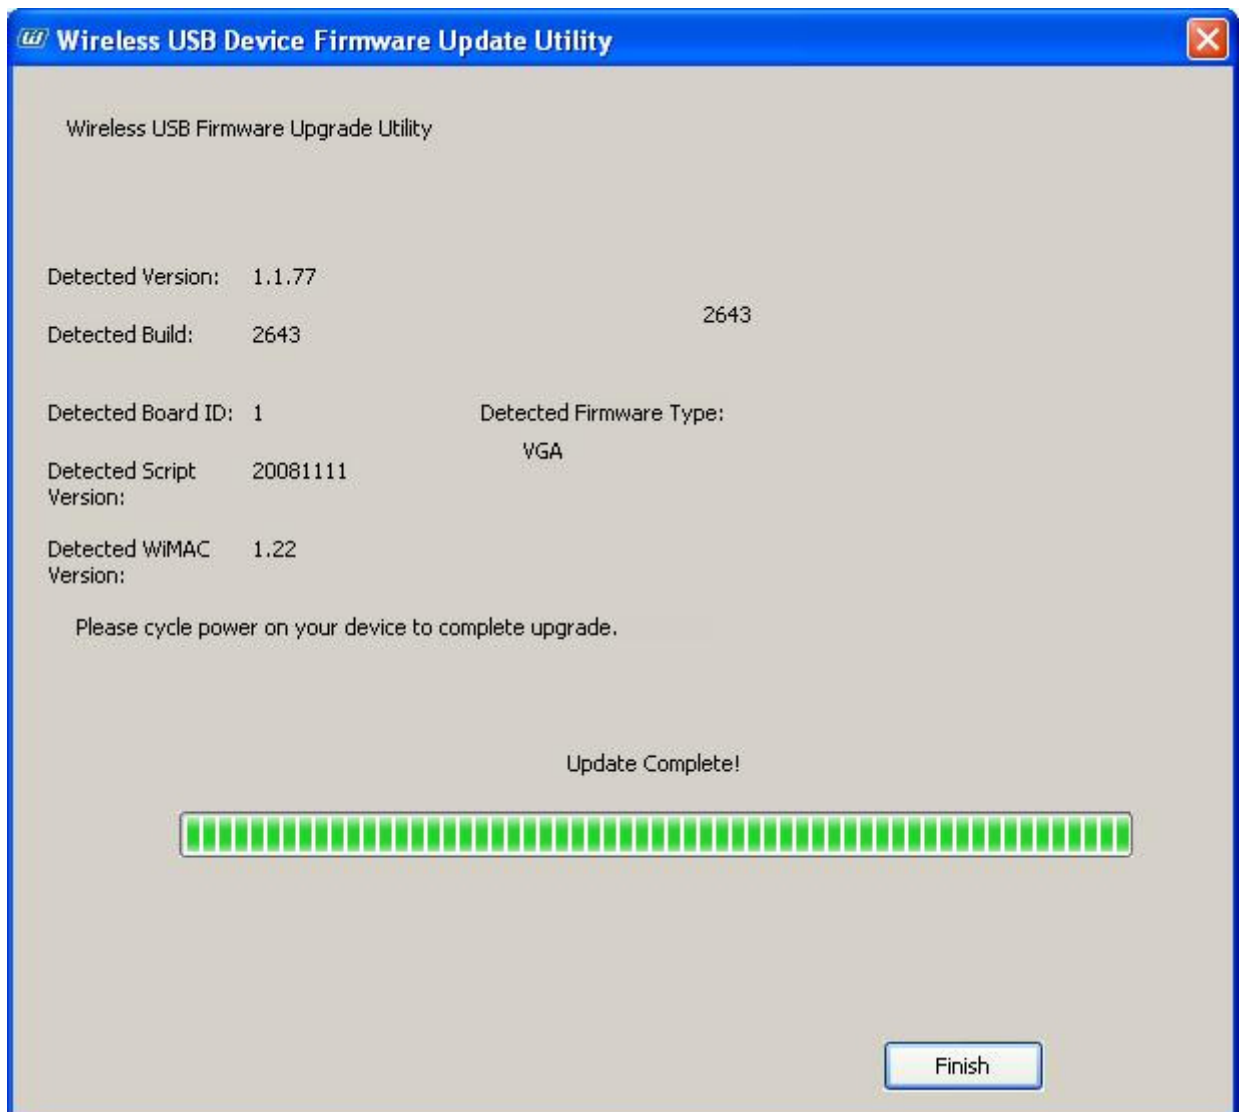 Wireless USB Device Firmware Update Utility
Wireless USB Firmware Upgrade Utility
Detected Version: 1.1.77
2643
Detected Build: 2643
Detected Board ID: 1 Detected Firmware Type:
VGA
Detected Script 20081111
Version:
Detected WiMAC 1.22
Version:
Please cycle power on your device to complete upgrade.
Update Complete!
Finish